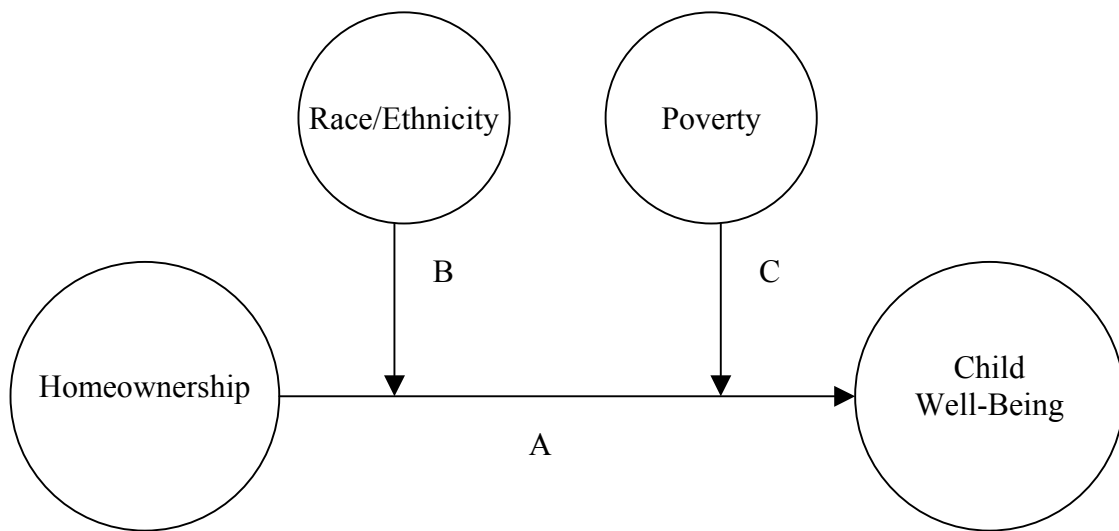 Race/Ethnicity
Poverty
B
C
Homeownership
Child
Well-Being
A